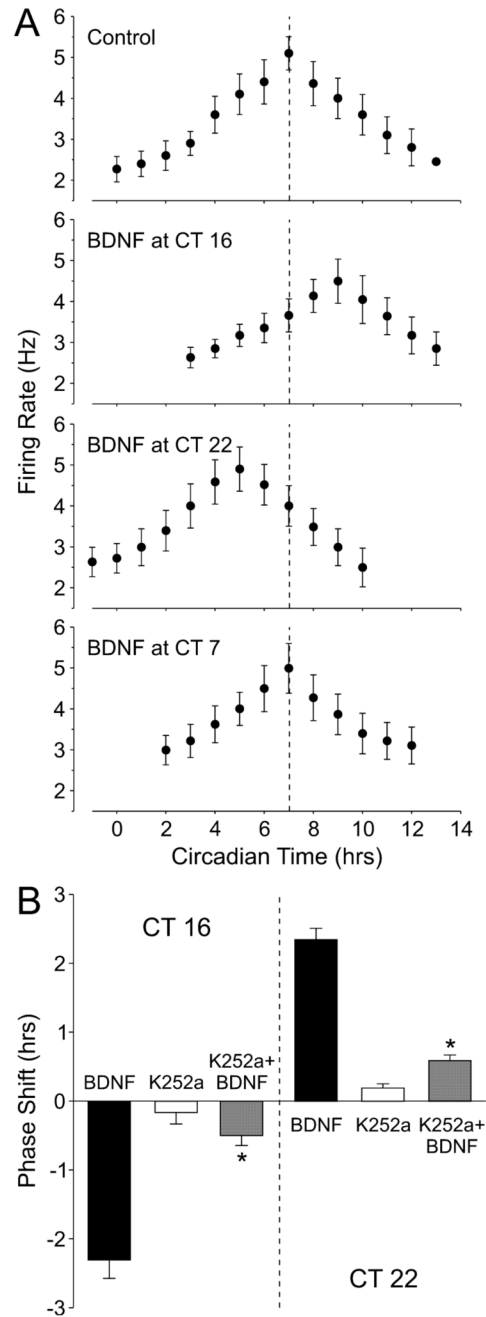 A
Control
6
5
4
3
2
BDNF at CT 16
6
5
4
3
2
Firing Rate (Hz)
BDNF at CT 22
6
5
4
3
2
BDNF at CT 7
6
5
4
3
2
0 2 4 6 8 10 12 14
Circadian Time (hrs)
B
3
2
1
0
-1
-2
-3
Phase Shift (hrs)
CT 16
BDNF
K252a
K252a+
BDNF
*
*
BDNF
K252a
K252a+
BDNF
CT 22